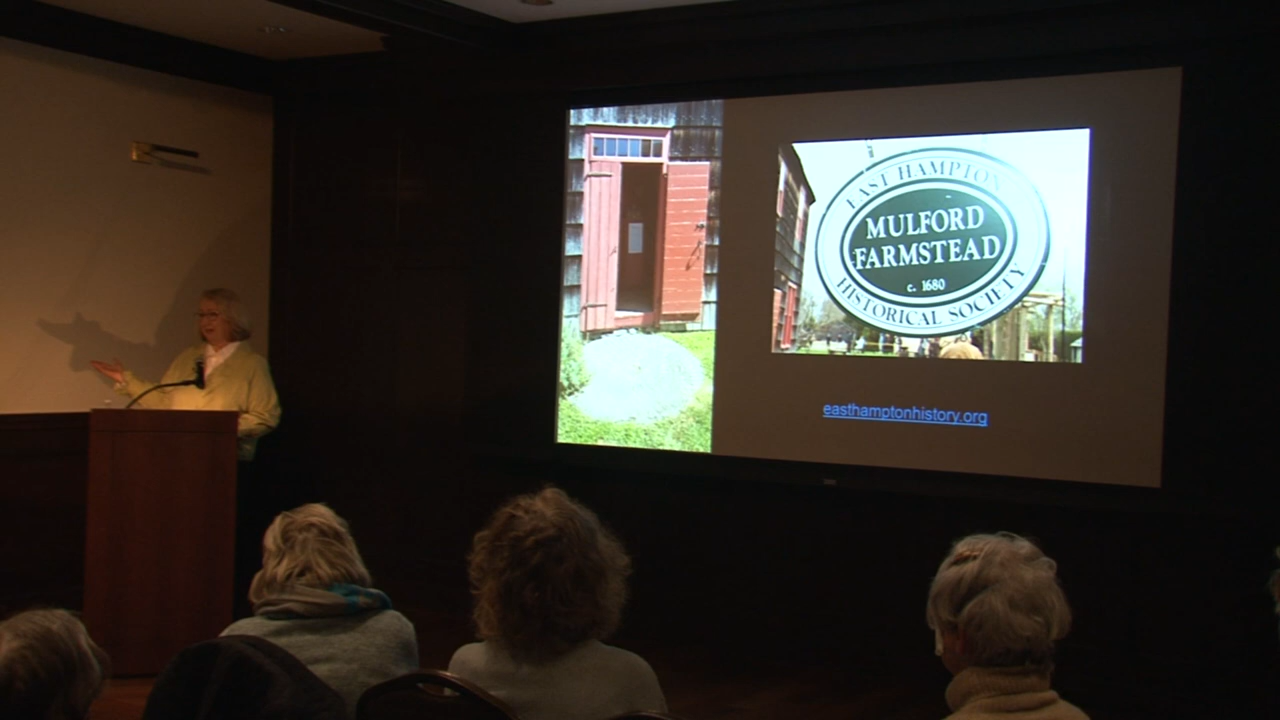 EAST HAMPTON
MULFORD
FARMSTEAD
c. 1680
HISTORICAL SOCIETY
easthamptonhistory.org